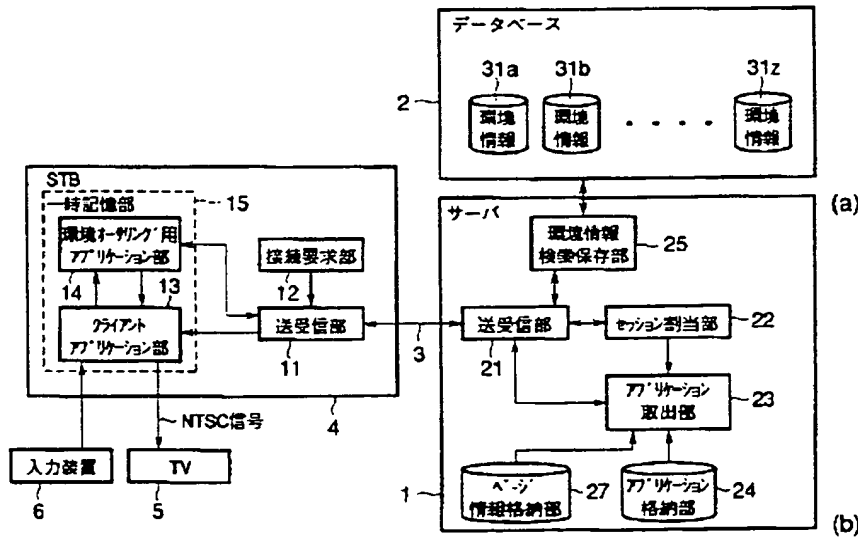 データベース
31a
31b
31z
2
環境
情報
環境
情報
・・・・・
環境
情報
(a)
STB
一時記憶部
15
環境オーサリング用
アプリケーション部
14
13
クライアント
アプリケーション部
接続要求部
12
送受信部
11
3
4
NTSC信号
入力装置
6
TV
5
サーバ
環境情報
検索保存部
25
送受信部
21
セッション割当部
22
アプリケーション
取出部
23
1
ページ
情報格納部
27
アプリケーション
格納部
24
(b)